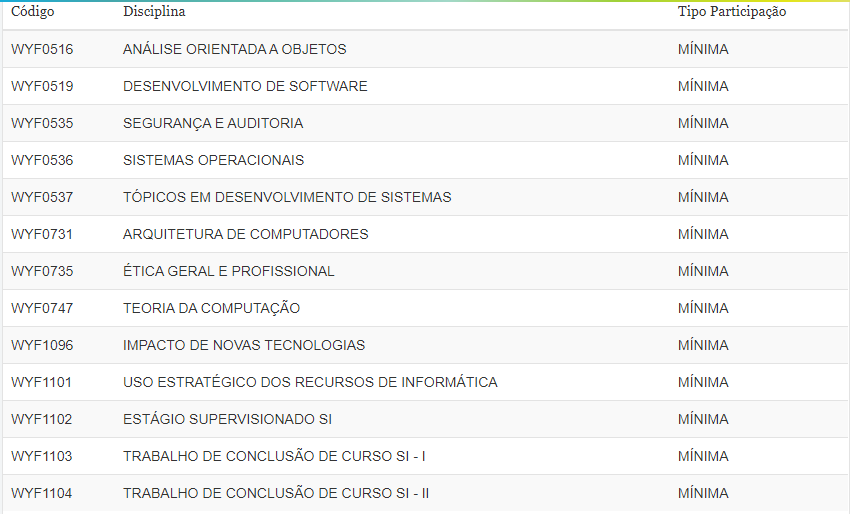 Código Disciplina Tipo Participação
WYF0516 ANÁLISE ORIENTADA A OBJETOS MÍNIMA
WYF0519 DESENVOLVIMENTO DE SOFTWARE MÍNIMA
WYF0535 SEGURANÇA E AUDITORIA MÍNIMA
WYF0536 SISTEMAS OPERACIONAIS MÍNIMA
WYF0537 TÓPICOS EM DESENVOLVIMENTO DE SISTEMAS MÍNIMA
WYF0731 ARQUITETURA DE COMPUTADORES MÍNIMA
WYF0735 ÉTICA GERAL E PROFISSIONAL MÍNIMA
WYF0747 TEORIA DA COMPUTAÇÃO MÍNIMA
WYF1096 IMPACTO DE NOVAS TECNOLOGIAS MÍNIMA
WYF1101 USO ESTRATÉGICO DOS RECURSOS DE INFORMÁTICA MÍNIMA
WYF1102 ESTÁGIO SUPERVISIONADO SI MÍNIMA
WYF1103 TRABALHO DE CONCLUSÃO DE CURSO SI - I MÍNIMA
WYF1104 TRABALHO DE CONCLUSÃO DE CURSO SI - II MÍNIMA